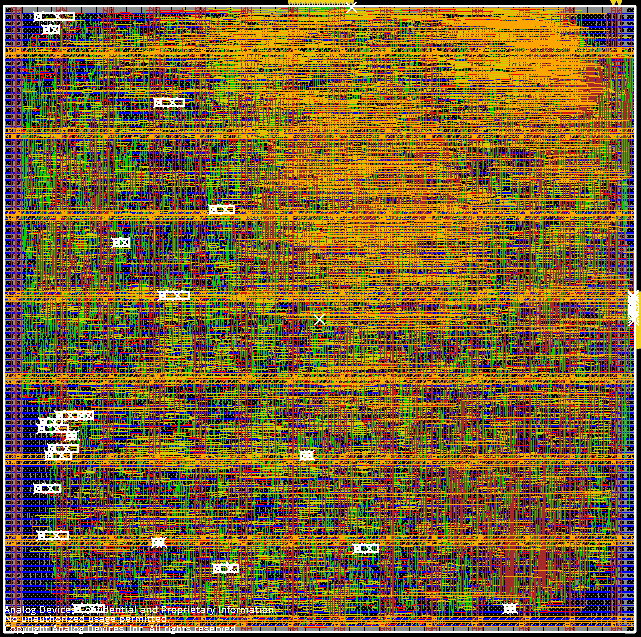 Analog Devices Confidential and Proprietary Information.
No unauthorized usage permitted.
Copyright Analog Devices Inc. All rights reserved.